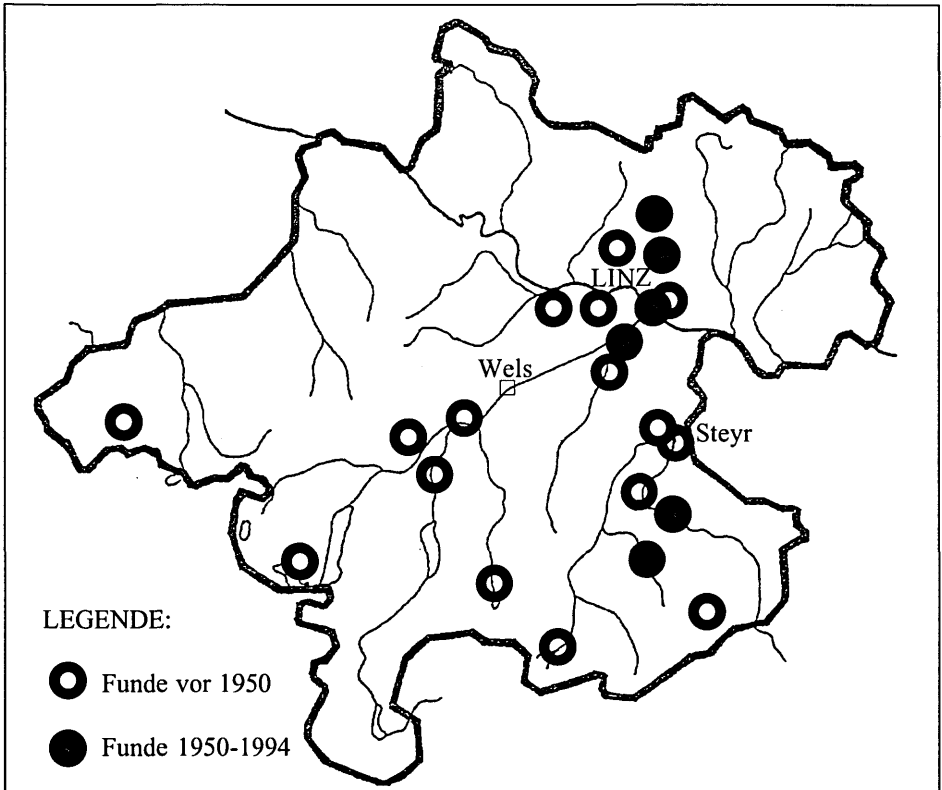 LINZ
Wels
Steyr
LEGENDE:
Funde vor 1950
Funde 1950-1994